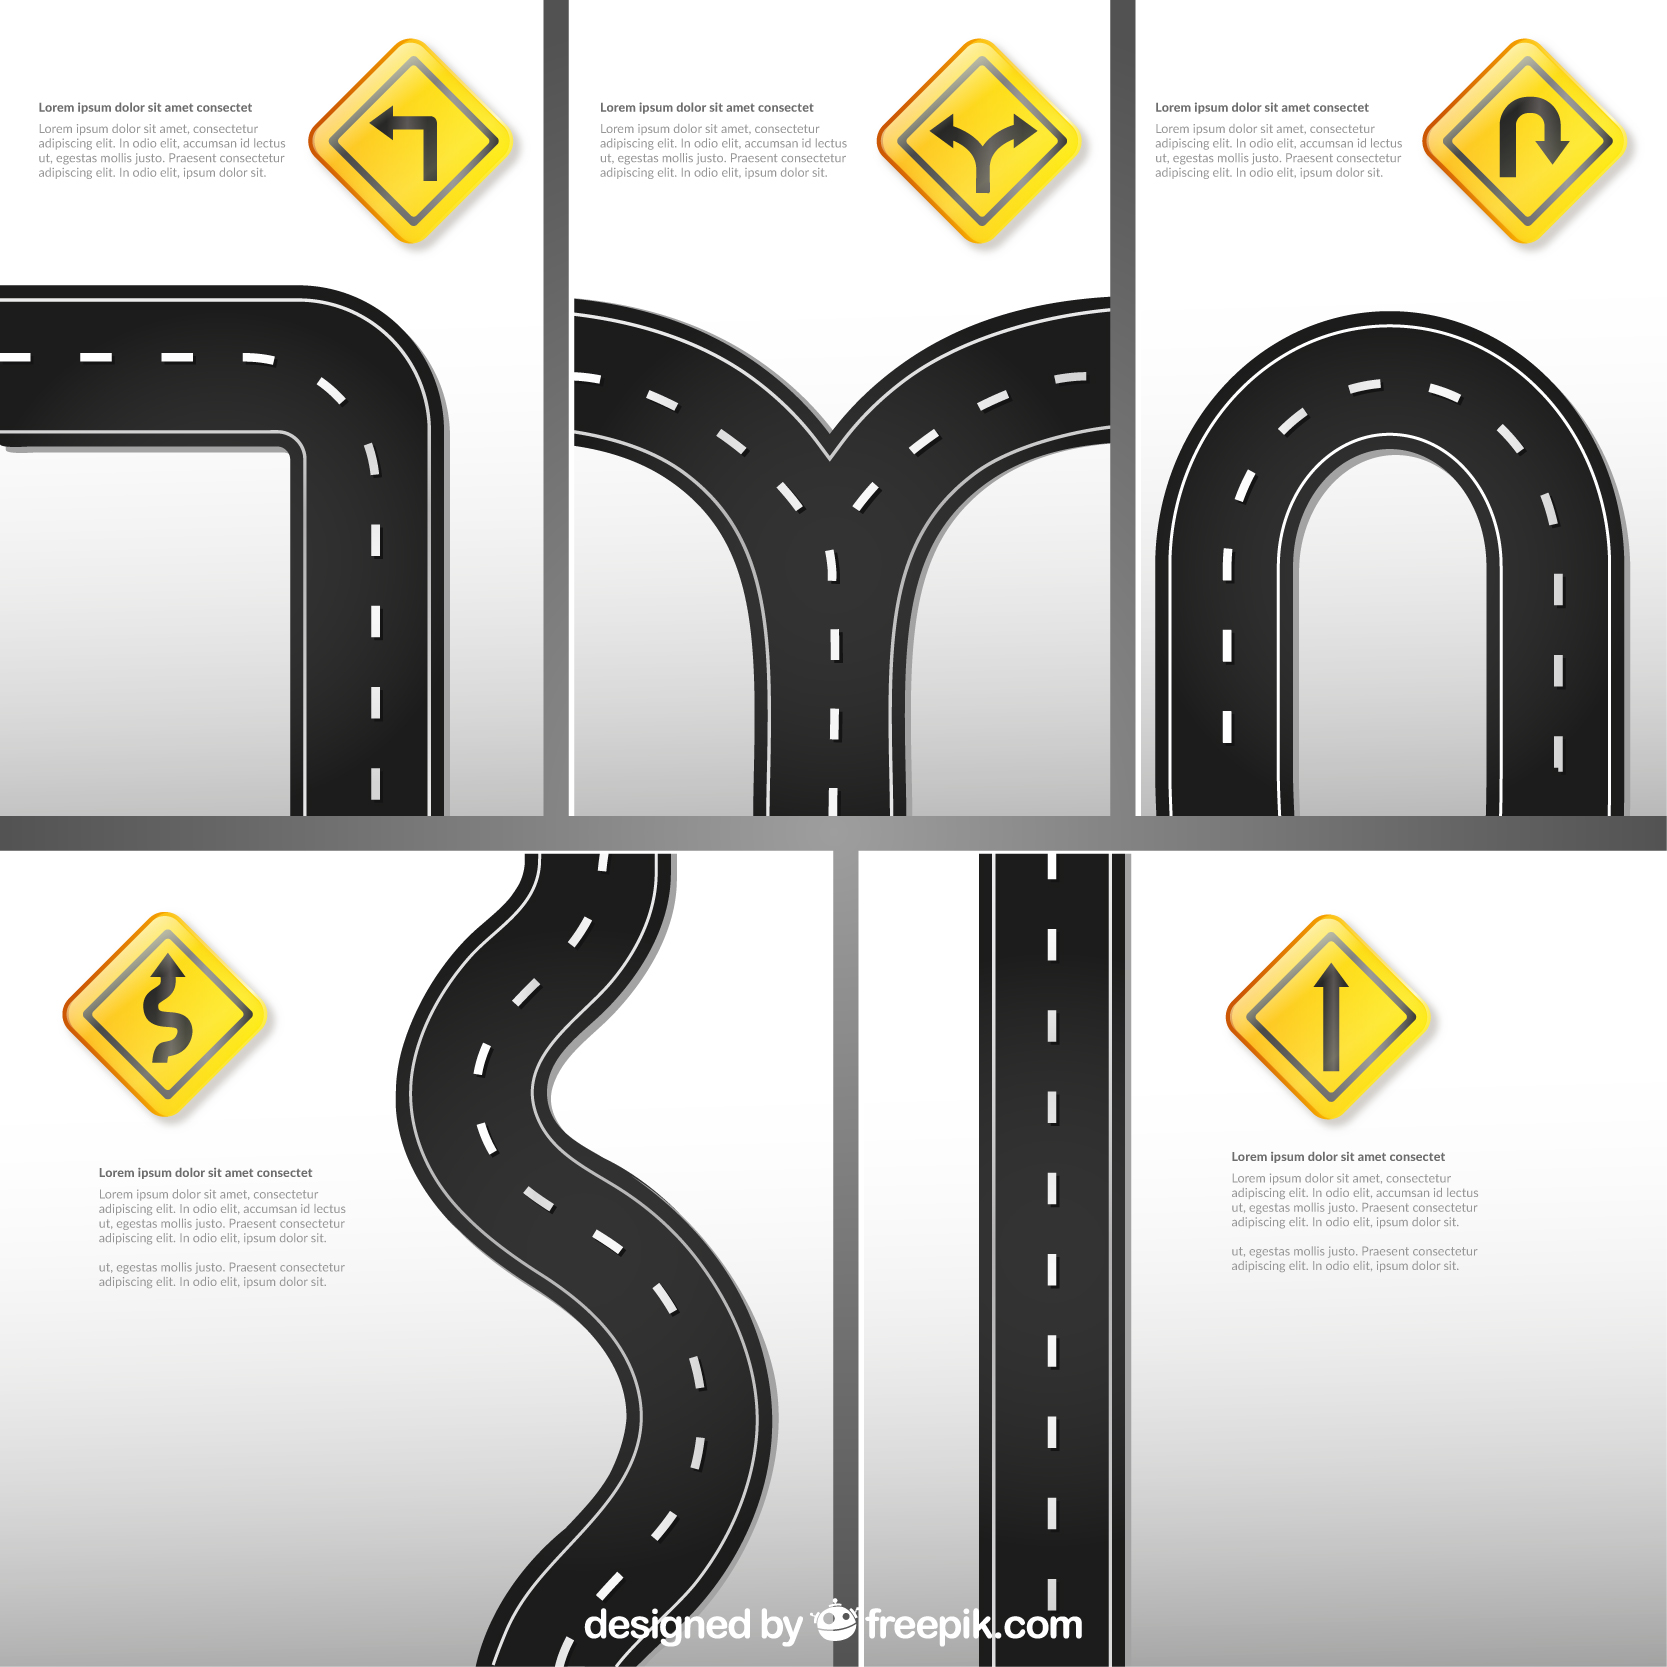 Lorem ipsum dolor sit amet consectet
Lorem ipsum dolor sit amet, consectetur
adipiscing elit. In odio elit, accumsan id lectus
ut, egestas mollis justo. Praesent consectetur
adipiscing elit. In odio elit, ipsum dolor sit.
Lorem ipsum dolor sit amet consectet
Lorem ipsum dolor sit amet, consectetur
adipiscing elit. In odio elit, accumsan id lectus
ut, egestas mollis justo. Praesent consectetur
adipiscing elit. In odio elit, ipsum dolor sit.
Lorem ipsum dolor sit amet consectet
Lorem ipsum dolor sit amet, consectetur
adipiscing elit. In odio elit, accumsan id lectus
ut, egestas mollis justo. Praesent consectetur
adipiscing elit. In odio elit, ipsum dolor sit.
Lorem ipsum dolor sit amet consectet
Lorem ipsum dolor sit amet, consectetur
adipiscing elit. In odio elit, accumsan id lectus
ut, egestas mollis justo. Praesent consectetur
adipiscing elit. In odio elit, ipsum dolor sit.
ut, egestas mollis justo. Praesent consectetur
adipiscing elit. In odio elit, ipsum dolor sit.
Lorem ipsum dolor sit amet consectet
Lorem ipsum dolor sit amet, consectetur
adipiscing elit. In odio elit, accumsan id lectus
ut, egestas mollis justo. Praesent consectetur
adipiscing elit. In odio elit, ipsum dolor sit.
ut, egestas mollis justo. Praesent consectetur
adipiscing elit. In odio elit, ipsum dolor sit.
designed by freepik.com